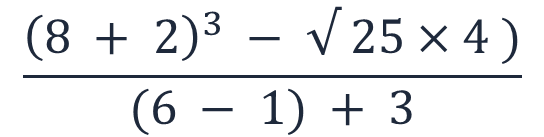 (8 + 2)³ − √25 × 4 )
(6 − 1) + 3